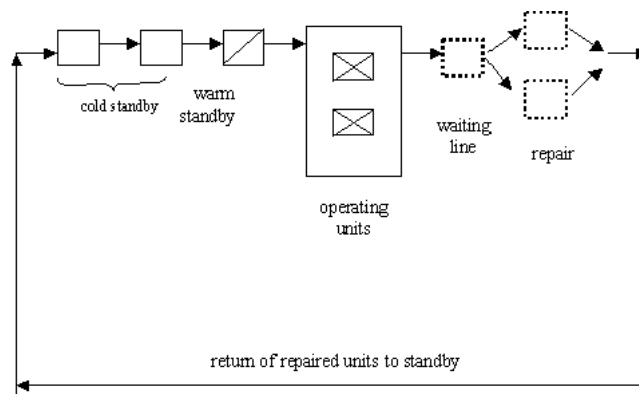 cold standby
warm
standby
operating
units
waiting
line
repair
return of repaired units to standby